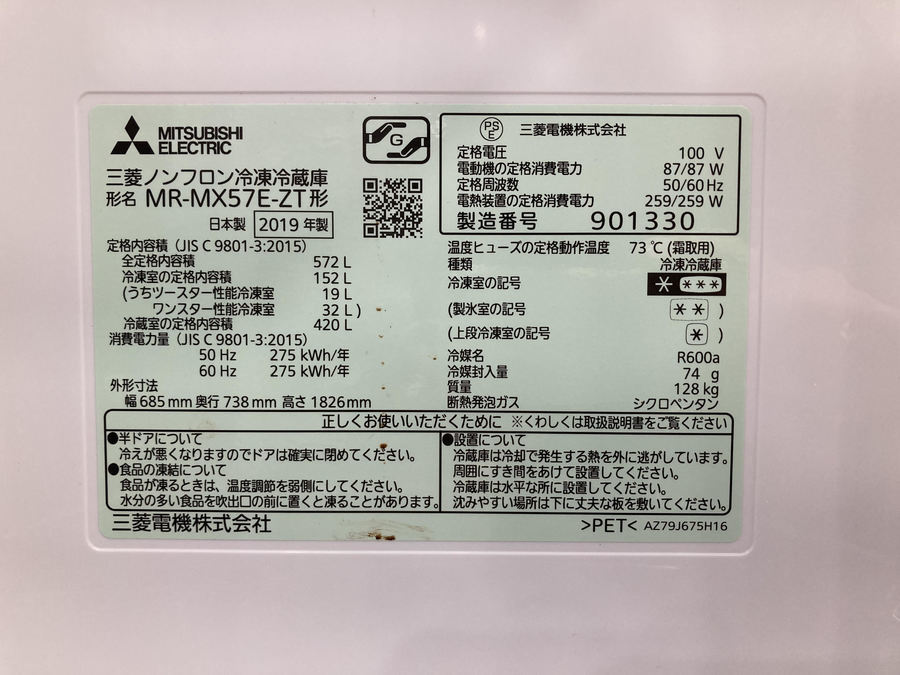 MITSUBISHI
ELECTRIC
G
三菱ノンフロン冷凍冷蔵庫
形名 MR-MX57E-ZT形
日本製 2019 年製
定格内容積（JIS C 9801-3:2015）
全定格内容積 572 L
冷凍室の定格内容積 152 L
(うちツースター性能冷凍室 19 L
ワンスター性能冷凍室 32 L )
冷蔵室の定格内容積 420 L
消費電力量（JIS C 9801-3:2015）
50 Hz 275 kWh/年
60 Hz 275 kWh/年
外形寸法
幅 685 mm 奥行 738 mm 高さ 1826 mm
PS
E
三菱電機株式会社
定格電圧 100 V
電動機の定格消費電力 87/87 W
定格周波数 50/60 Hz
電熱装置の定格消費電力 259/259 W
製造番号 901330
温度ヒューズの定格動作温度 73 ℃ (霜取用)
種類 冷凍冷蔵庫
冷凍室の記号 * ***
(製氷室の記号 ** )
(上段冷凍室の記号 * )
冷媒名 R600a
冷媒封入量 74 g
質量 128 kg
断熱発泡ガス シクロペンタン
正しくお使いいただくために ※くわしくは取扱説明書をご覧ください
●半ドアについて
冷えが悪くなりますのでドアは確実に閉めてください。
●食品の凍結について
食品が凍るときは、温度調節を弱側にしてください。
水分の多い食品を吹出口の前に置くと凍ることがあります。
●設置について
冷蔵庫は冷却で発生する熱を外に逃がしています。
周囲にすき間をあけて設置してください。
冷蔵庫は水平な所に設置してください。
沈みやすい場所は下に丈夫な板を敷いてください。
三菱電機株式会社
>PET< AZ79J675H16